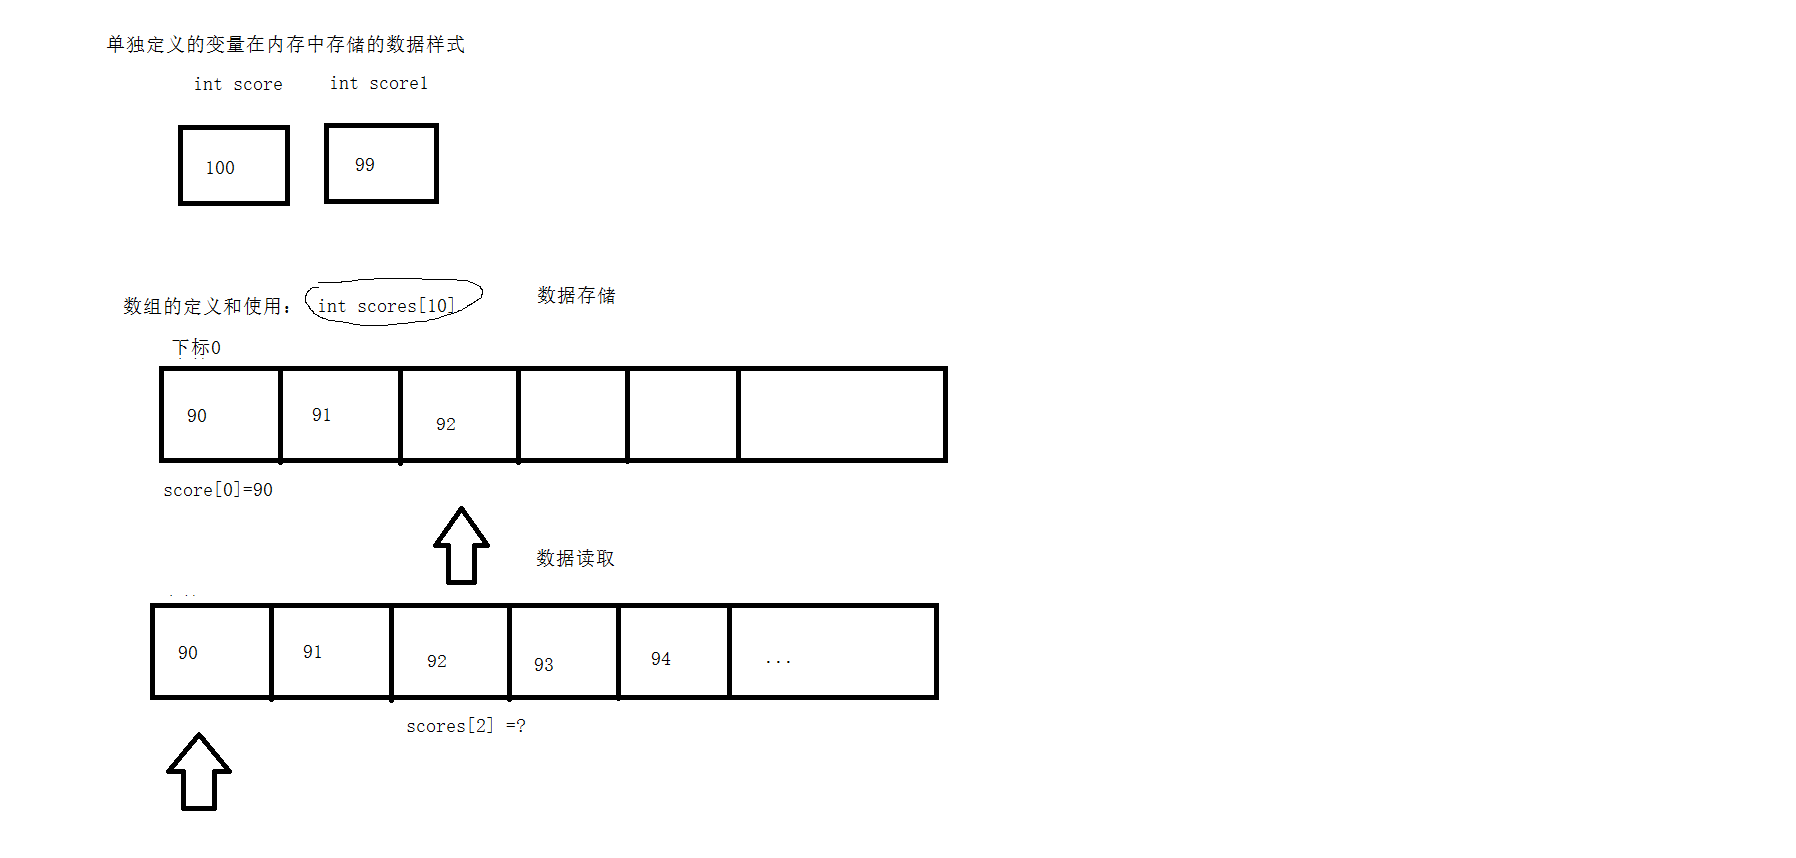 单独定义的变量在内存中存储的数据样式
int score int score1
100 99
数组的定义和使用： int scores[10] 数据存储
下标0
90 91 92
score[0]=90
数据读取
90 91 92 93 94 ...
scores[2] =?